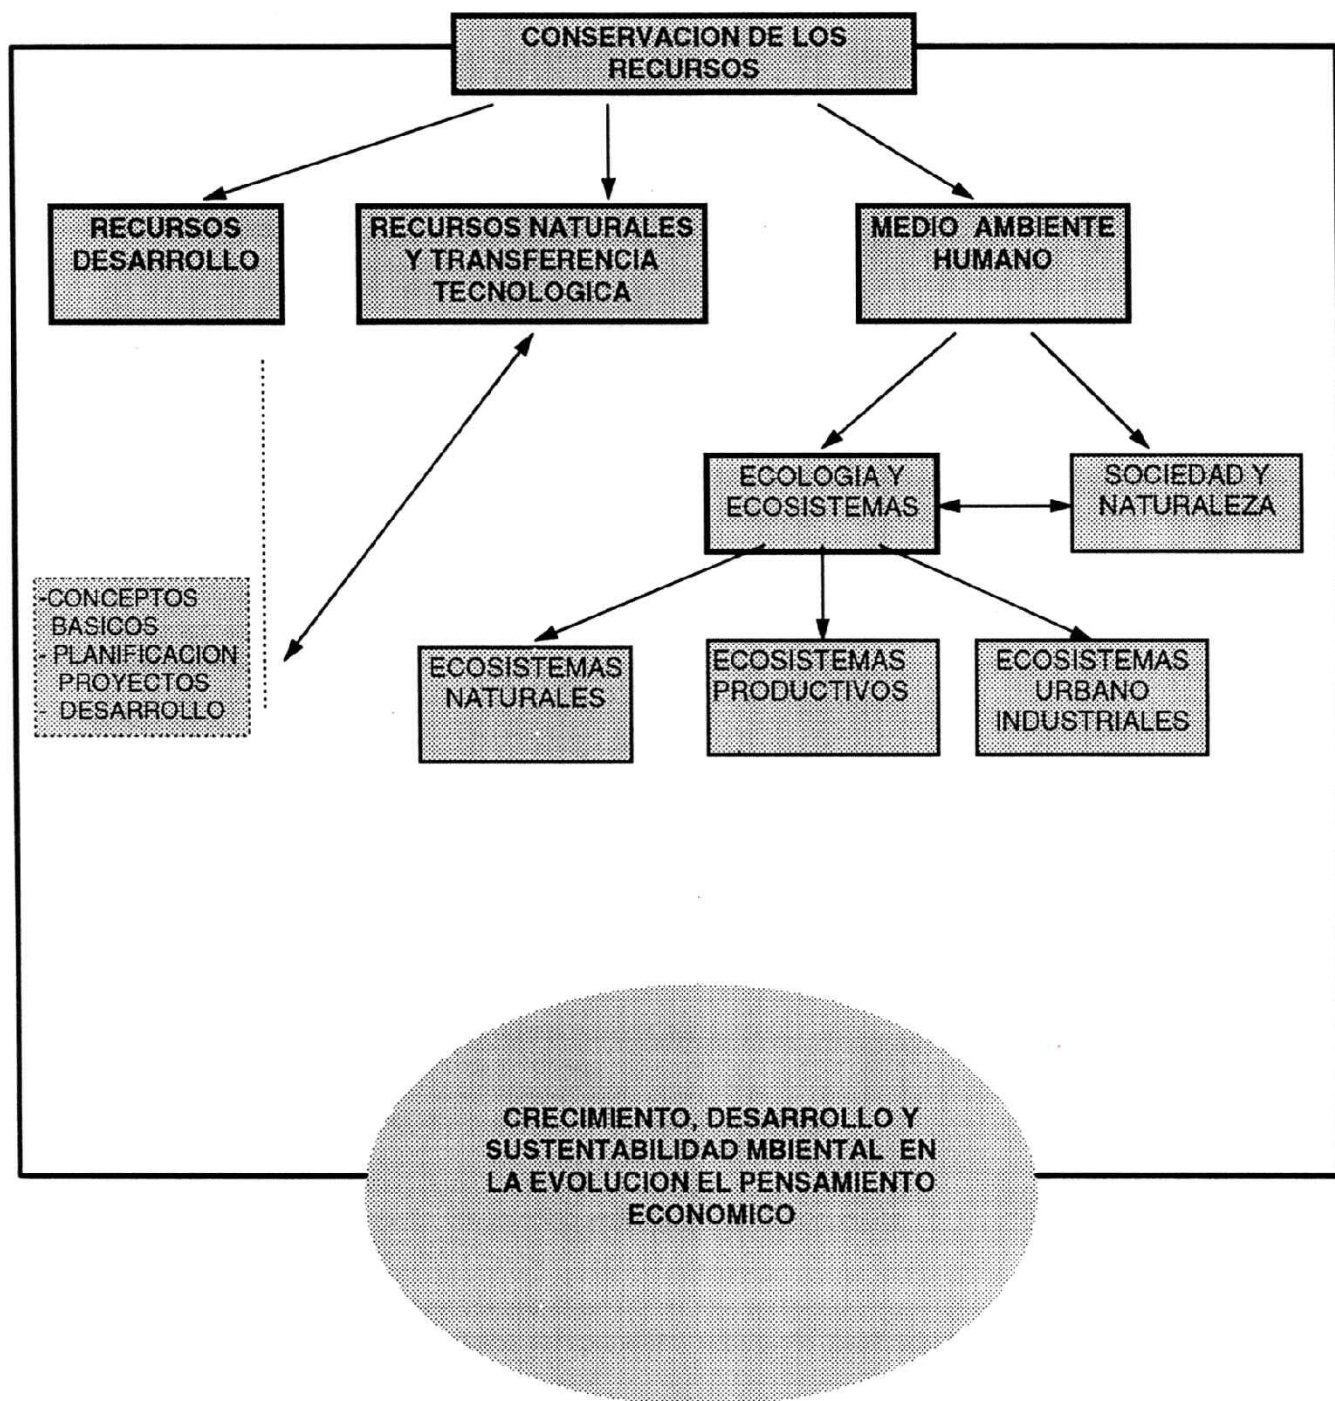 CONSERVACION DE LOS
RECURSOS
RECURSOS
DESARROLLO
RECURSOS NATURALES
Y TRANSFERENCIA
TECNOLOGICA
MEDIO AMBIENTE
HUMANO
ECOLOGIA Y
ECOSISTEMAS
SOCIEDAD Y
NATURALEZA
-CONCEPTOS
BASICOS
- PLANIFICACION
PROYECTOS
- DESARROLLO
ECOSISTEMAS
NATURALES
ECOSISTEMAS
PRODUCTIVOS
ECOSISTEMAS
URBANO
INDUSTRIALES
CRECIMIENTO, DESARROLLO Y
SUSTENTABILIDAD MBIENTAL EN
LA EVOLUCION EL PENSAMIENTO
ECONOMICO